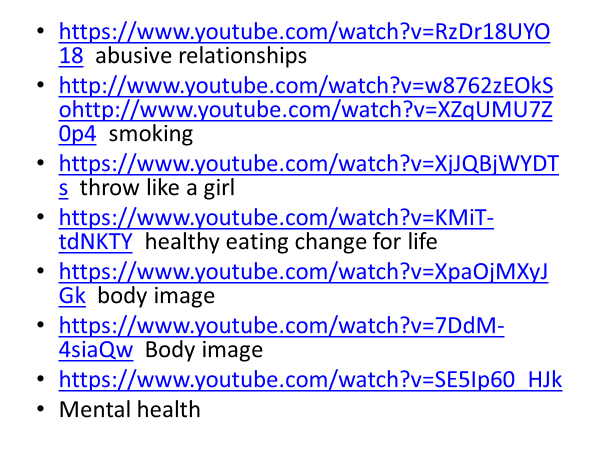 • https://www.youtube.com/watch?v=RzDr18UYO
18 abusive relationships
• http://www.youtube.com/watch?v=w8762zEOkS
ohttp://www.youtube.com/watch?v=XZqUMU7Z
0p4 smoking
• https://www.youtube.com/watch?v=XjJQBjWYDT
s throw like a girl
• https://www.youtube.com/watch?v=KMiT-
tdNKTY healthy eating change for life
• https://www.youtube.com/watch?v=XpaOjMXyJ
Gk body image
• https://www.youtube.com/watch?v=7DdM-
4siaQw Body image
• https://www.youtube.com/watch?v=SE5Ip60_HJk
• Mental health